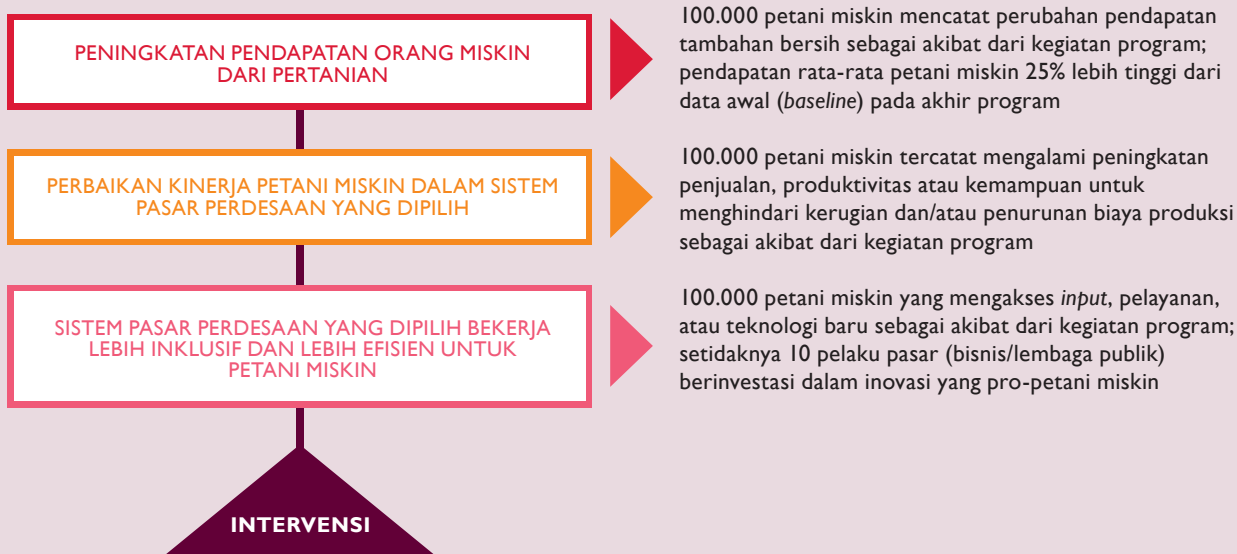 PENINGKATAN PENDAPATAN ORANG MISKIN
DARI PERTANIAN
100.000 petani miskin mencatat perubahan pendapatan
tambahan bersih sebagai akibat dari kegiatan program;
pendapatan rata-rata petani miskin 25% lebih tinggi dari
data awal (baseline) pada akhir program
PERBAIKAN KINERJA PETANI MISKIN DALAM SISTEM
PASAR PERDESAAN YANG DIPILIH
100.000 petani miskin tercatat mengalami peningkatan
penjualan, produktivitas atau kemampuan untuk
menghindari kerugian dan/atau penurunan biaya produksi
sebagai akibat dari kegiatan program
SISTEM PASAR PERDESAAN YANG DIPILIH BEKERJA
LEBIH INKLUSIF DAN LEBIH EFISIEN UNTUK
PETANI MISKIN
100.000 petani miskin yang mengakses input, pelayanan,
atau teknologi baru sebagai akibat dari kegiatan program;
setidaknya 10 pelaku pasar (bisnis/lembaga publik)
berinvestasi dalam inovasi yang pro-petani miskin
INTERVENSI